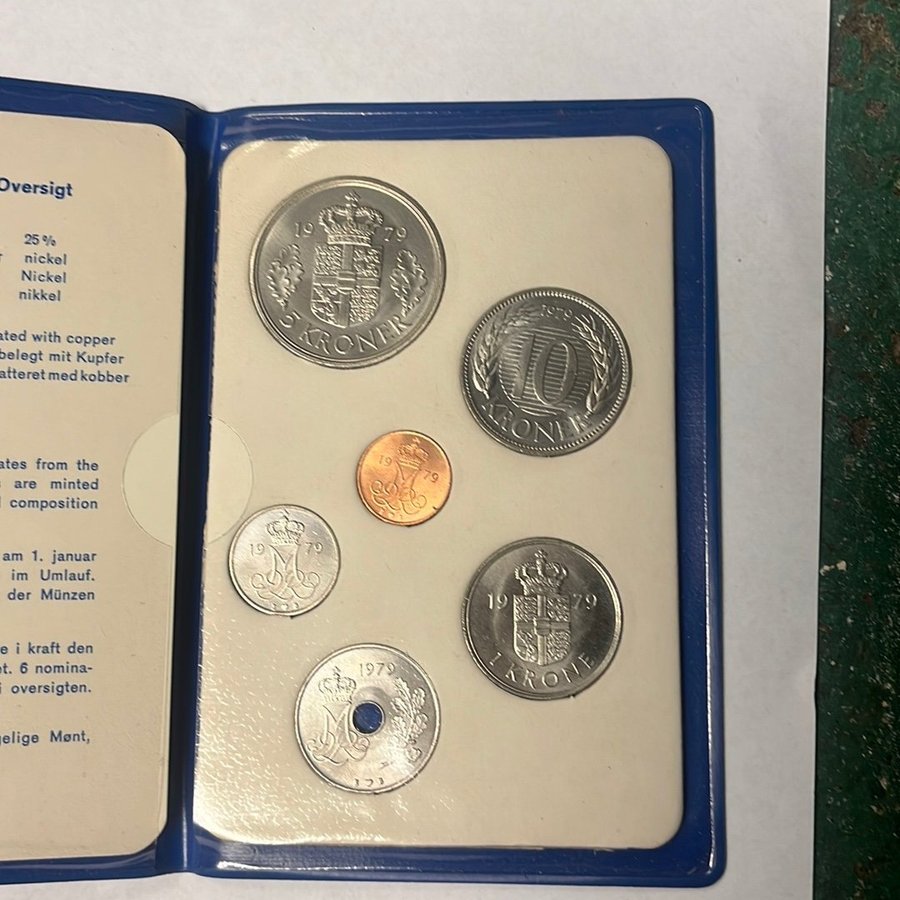 Oversigt
25%
nickel
Nickel
nikkel
ated with copper
belegt mit Kupfer
atteret med kobber
ates from the
are minted
composition
am 1. januar
im Umlauf.
der Münzen
e i kraft den
et. 6 nomina-
i oversigten.
elige Mønt,
1979
5 KRONER
1979
10
KRONER
1979
1979
1979
1 KRONE
1979